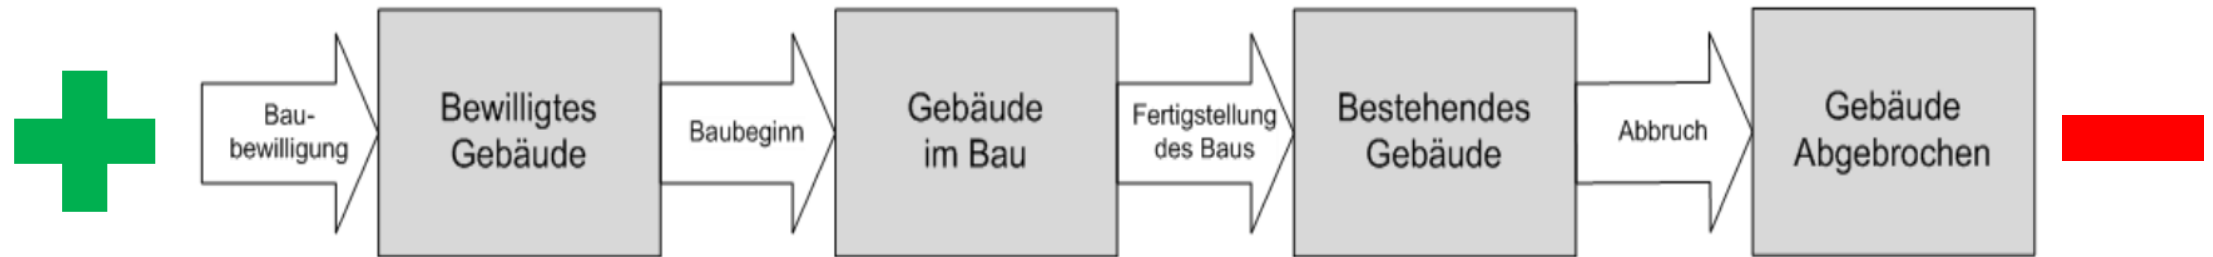 Bau-
bewilligung
Bewilligtes
Gebäude
Baubeginn
Gebäude
im Bau
Fertigstellung
des Baus
Bestehendes
Gebäude
Abbruch
Gebäude
Abgebrochen